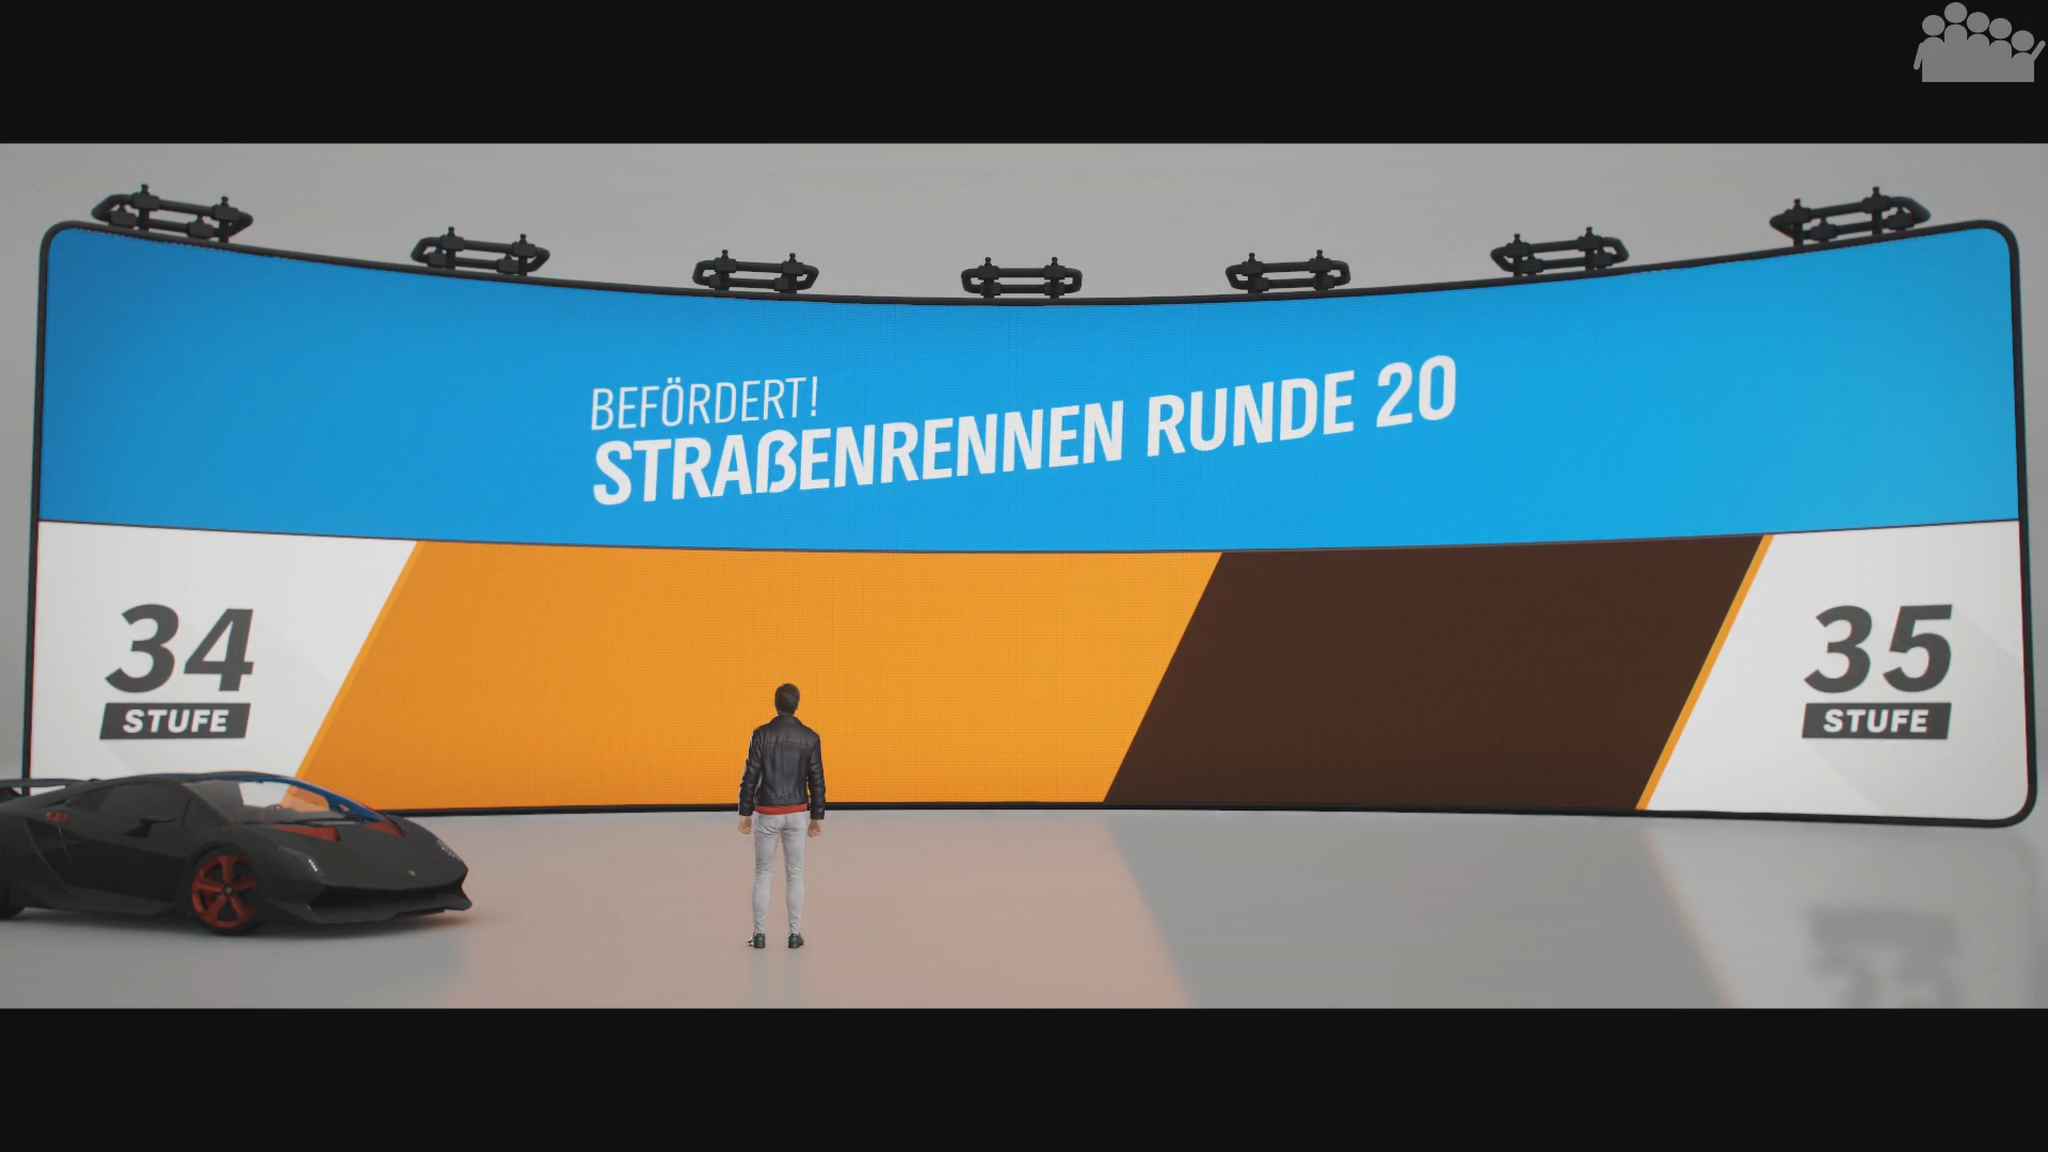 BEFÖRDERT!
STRAßENRENNEN RUNDE 20
34
STUFE
35
STUFE